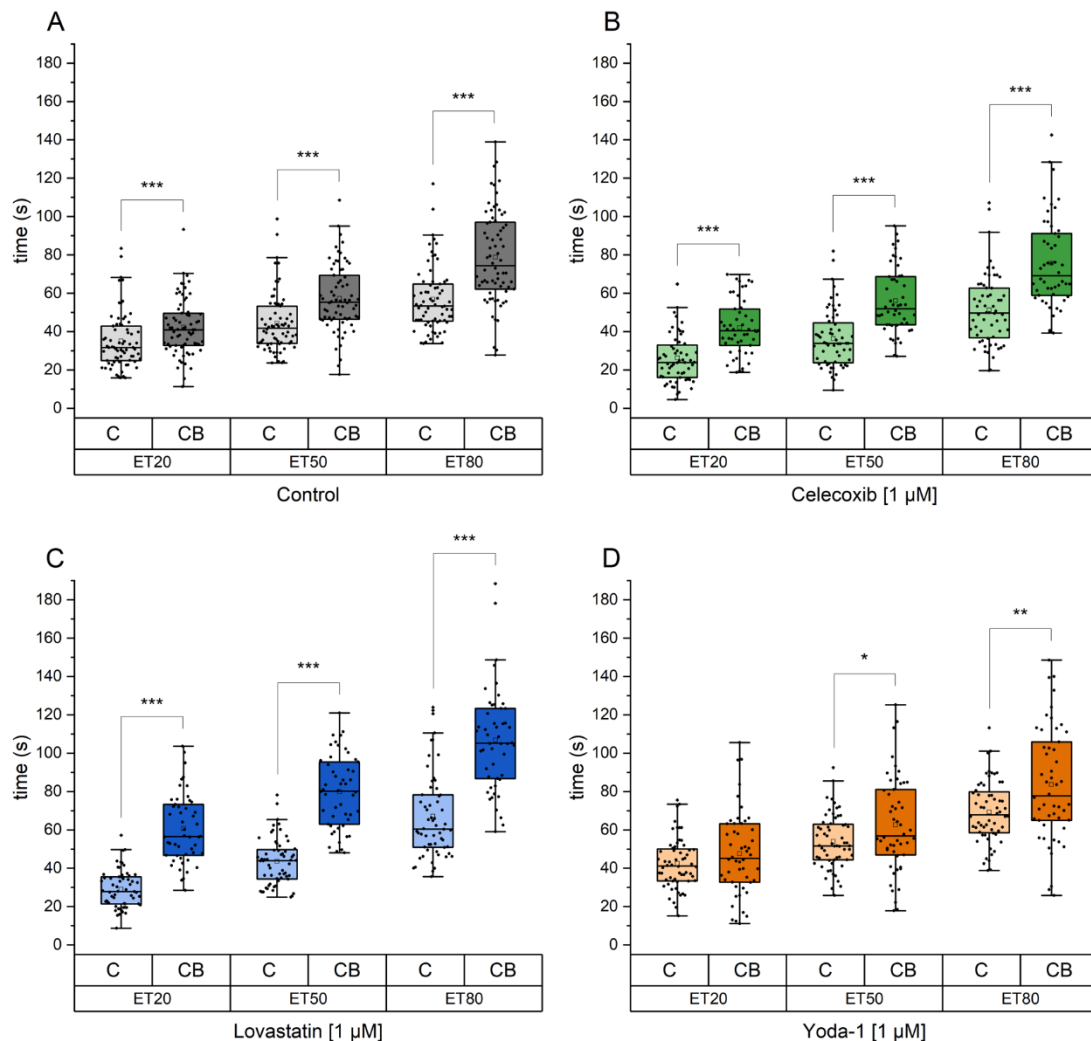 A
time (s)
180
160
140
120
100
80
60
40
20
0
***
***
***
C CB C CB C CB
ET20 ET50 ET80
Control
B
time (s)
180
160
140
120
100
80
60
40
20
0
***
***
***
C CB C CB C CB
ET20 ET50 ET80
Celecoxib [1 µM]
C
time (s)
180
160
140
120
100
80
60
40
20
0
***
***
***
C CB C CB C CB
ET20 ET50 ET80
Lovastatin [1 µM]
D
time (s)
180
160
140
120
100
80
60
40
20
0
*
**
C CB C CB C CB
ET20 ET50 ET80
Yoda-1 [1 µM]